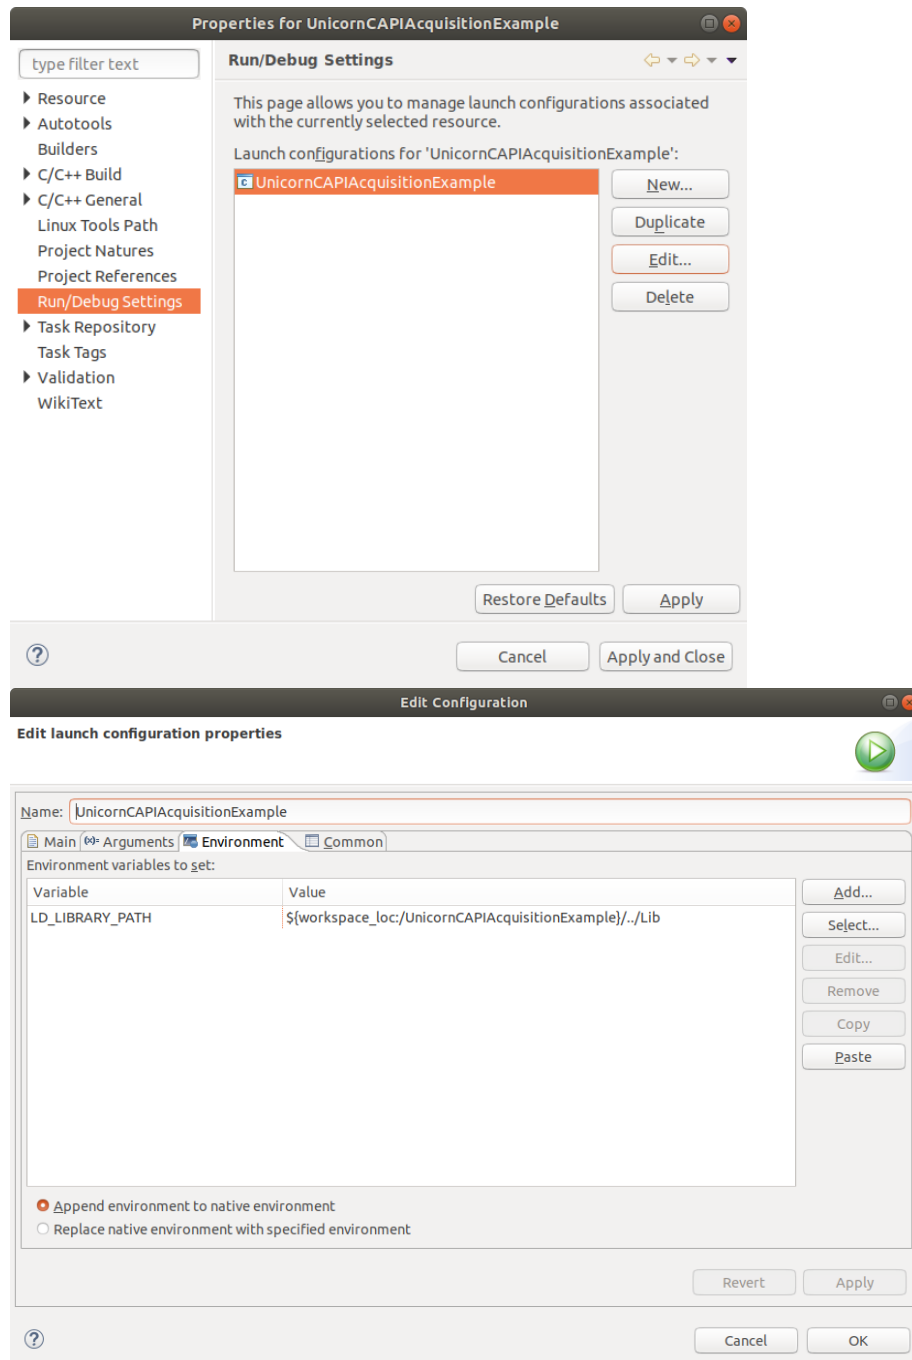 Properties for UnicornCAPIAcquisitionExample
type filter text
Resource
Autotools
Builders
C/C++ Build
C/C++ General
Linux Tools Path
Project Natures
Project References
Run/Debug Settings
Task Repository
Task Tags
Validation
WikiText
Run/Debug Settings
This page allows you to manage launch configurations associated
with the currently selected resource.
Launch configurations for 'UnicornCAPIAcquisitionExample':
UnicornCAPIAcquisitionExample
New...
Duplicate
Edit...
Delete
Restore Defaults
Apply
Cancel
Apply and Close
Edit Configuration
Edit launch configuration properties
Name: UnicornCAPIAcquisitionExample
Main Arguments Environment Common
Environment variables to set:
Variable Value
LD_LIBRARY_PATH ${workspace_loc:/UnicornCAPIAcquisitionExample}/../Lib
Add...
Select...
Edit...
Remove
Copy
Paste
Append environment to native environment
Replace native environment with specified environment
Revert Apply
Cancel OK